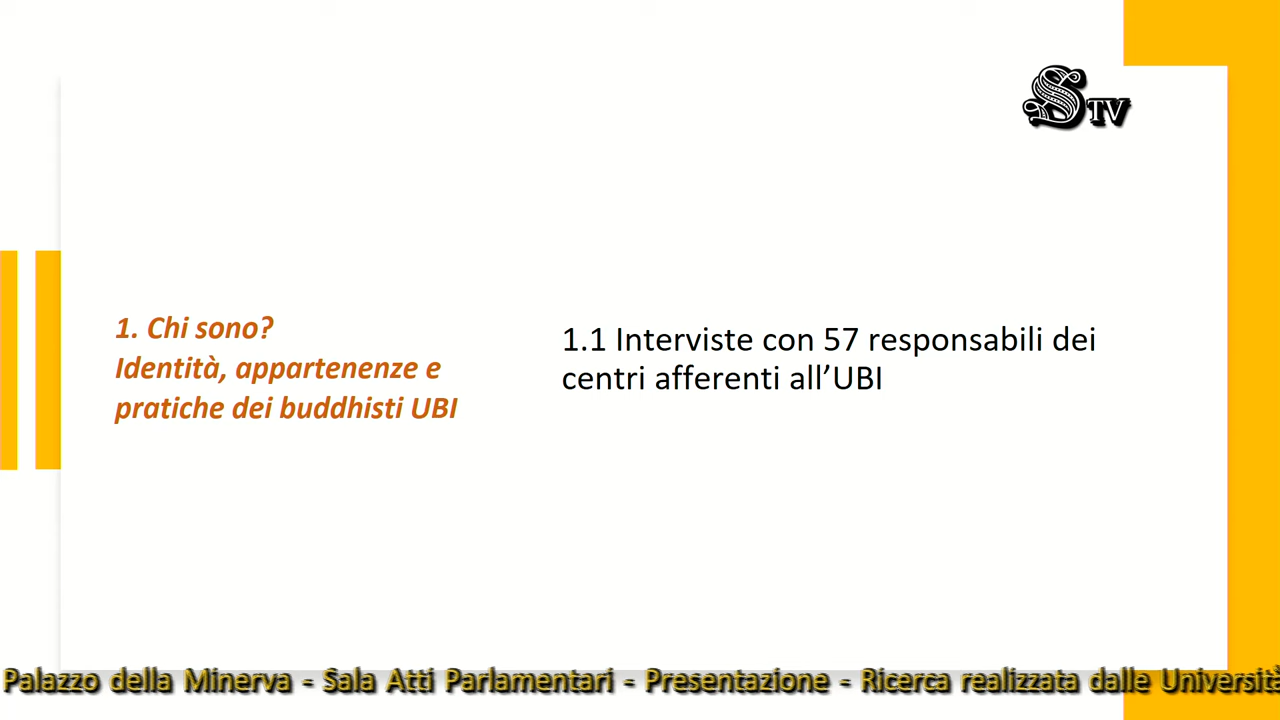 S TV
1. Chi sono?
Identità, appartenenze e
pratiche dei buddhisti UBI
1.1 Interviste con 57 responsabili dei
centri afferenti all’UBI
Palazzo della Minerva - Sala Atti Parlamentari - Presentazione - Ricerca realizzata dalle Università